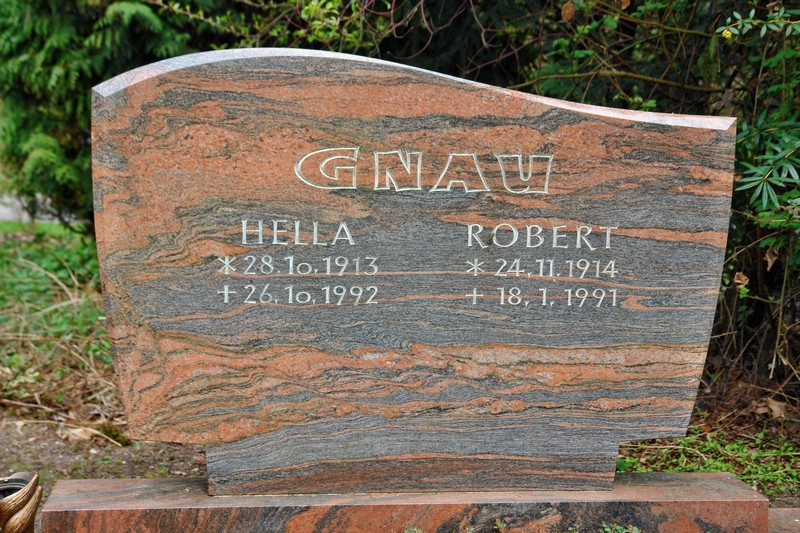 GNAU
HELLA
* 28.10.1913
† 26.10.1992
ROBERT
* 24.11.1914
† 18.1.1991